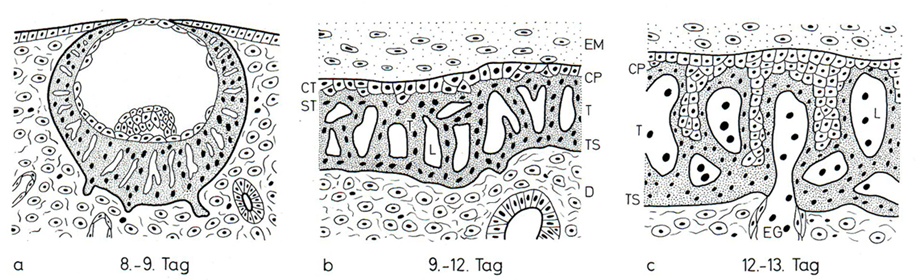 EM
CT
CP
ST
T
L
TS
D
CP
T
L
TS
EG
a 8.-9. Tag
b 9.-12. Tag
c 12.-13. Tag